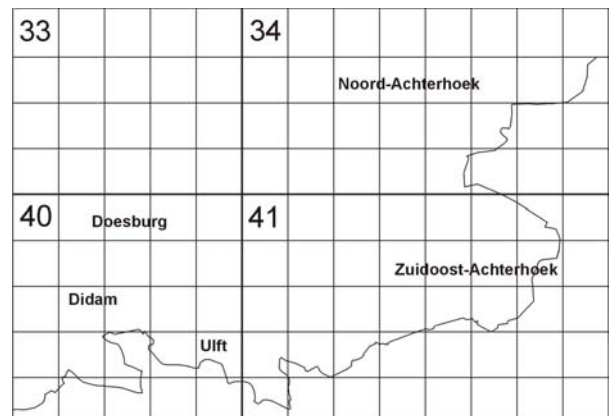 33
34
Noord-Achterhoek
40
Doesburg
41
Zuidoost-Achterhoek
Didam
Ulft